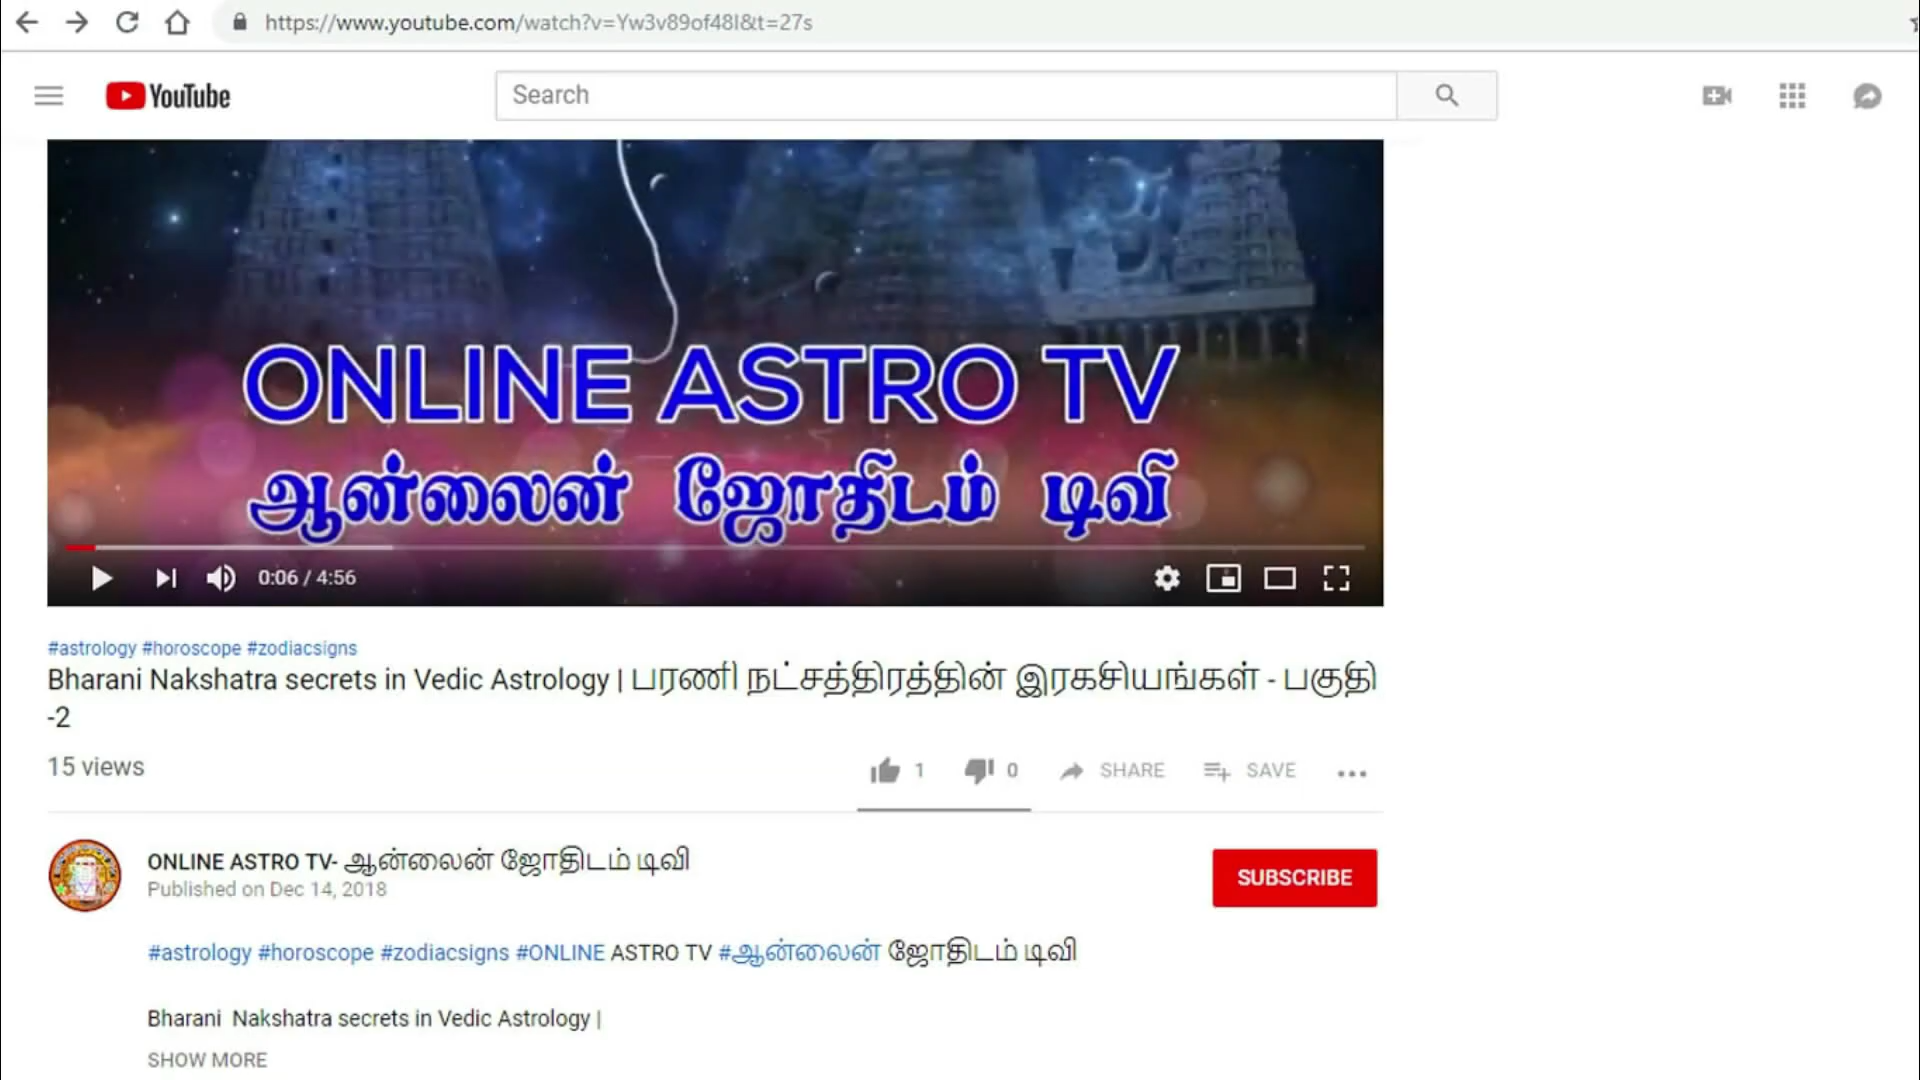 https://www.youtube.com/watch?v=Yw3v89of48I&t=27s
YouTube
Search
ONLINE ASTRO TV
ஆன்லைன் ஜோதிடம் டிவி
0:06 / 4:56
#astrology #horoscope #zodiacsigns
Bharani Nakshatra secrets in Vedic Astrology | பரணி நட்சத்திரத்தின் இரகசியங்கள் - பகுதி
-2
15 views
1 0 SHARE SAVE
ONLINE ASTRO TV- ஆன்லைன் ஜோதிடம் டிவி
Published on Dec 14, 2018
SUBSCRIBE
#astrology #horoscope #zodiacsigns #ONLINE ASTRO TV #ஆன்லைன் ஜோதிடம் டிவி
Bharani Nakshatra secrets in Vedic Astrology |
SHOW MORE